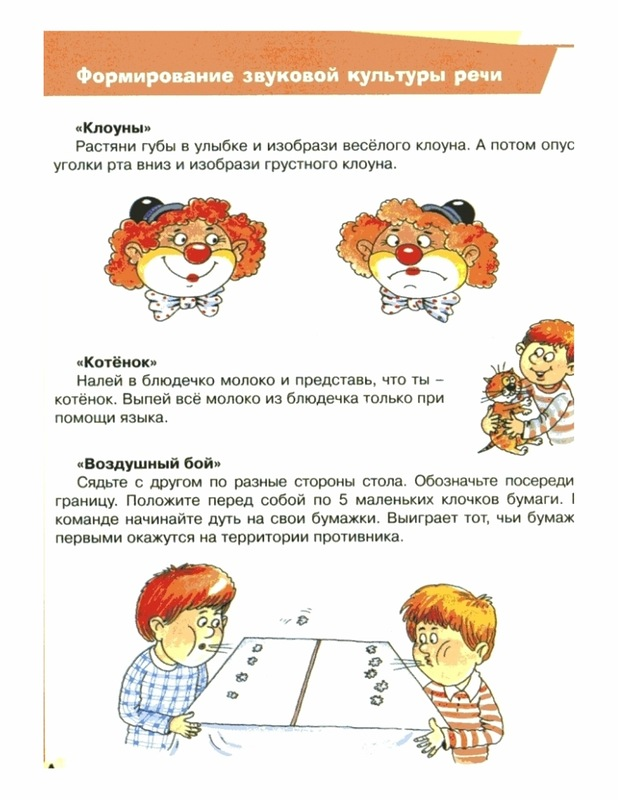 Формирование звуковой культуры речи
«Клоуны»
Растяни губы в улыбке и изобрази весёлого клоуна. А потом опус
уголки рта вниз и изобрази грустного клоуна.
«Котёнок»
Налей в блюдечко молоко и представь, что ты –
котёнок. Выпей всё молоко из блюдечка только при
помощи языка.
«Воздушный бой»
Сядьте с другом по разные стороны стола. Обозначьте посереди
границу. Положите перед собой по 5 маленьких клочков бумаги.
команде начинайте дуть на свои бумажки. Выиграет тот, чьи бумаж
первыми окажутся на территории противника.